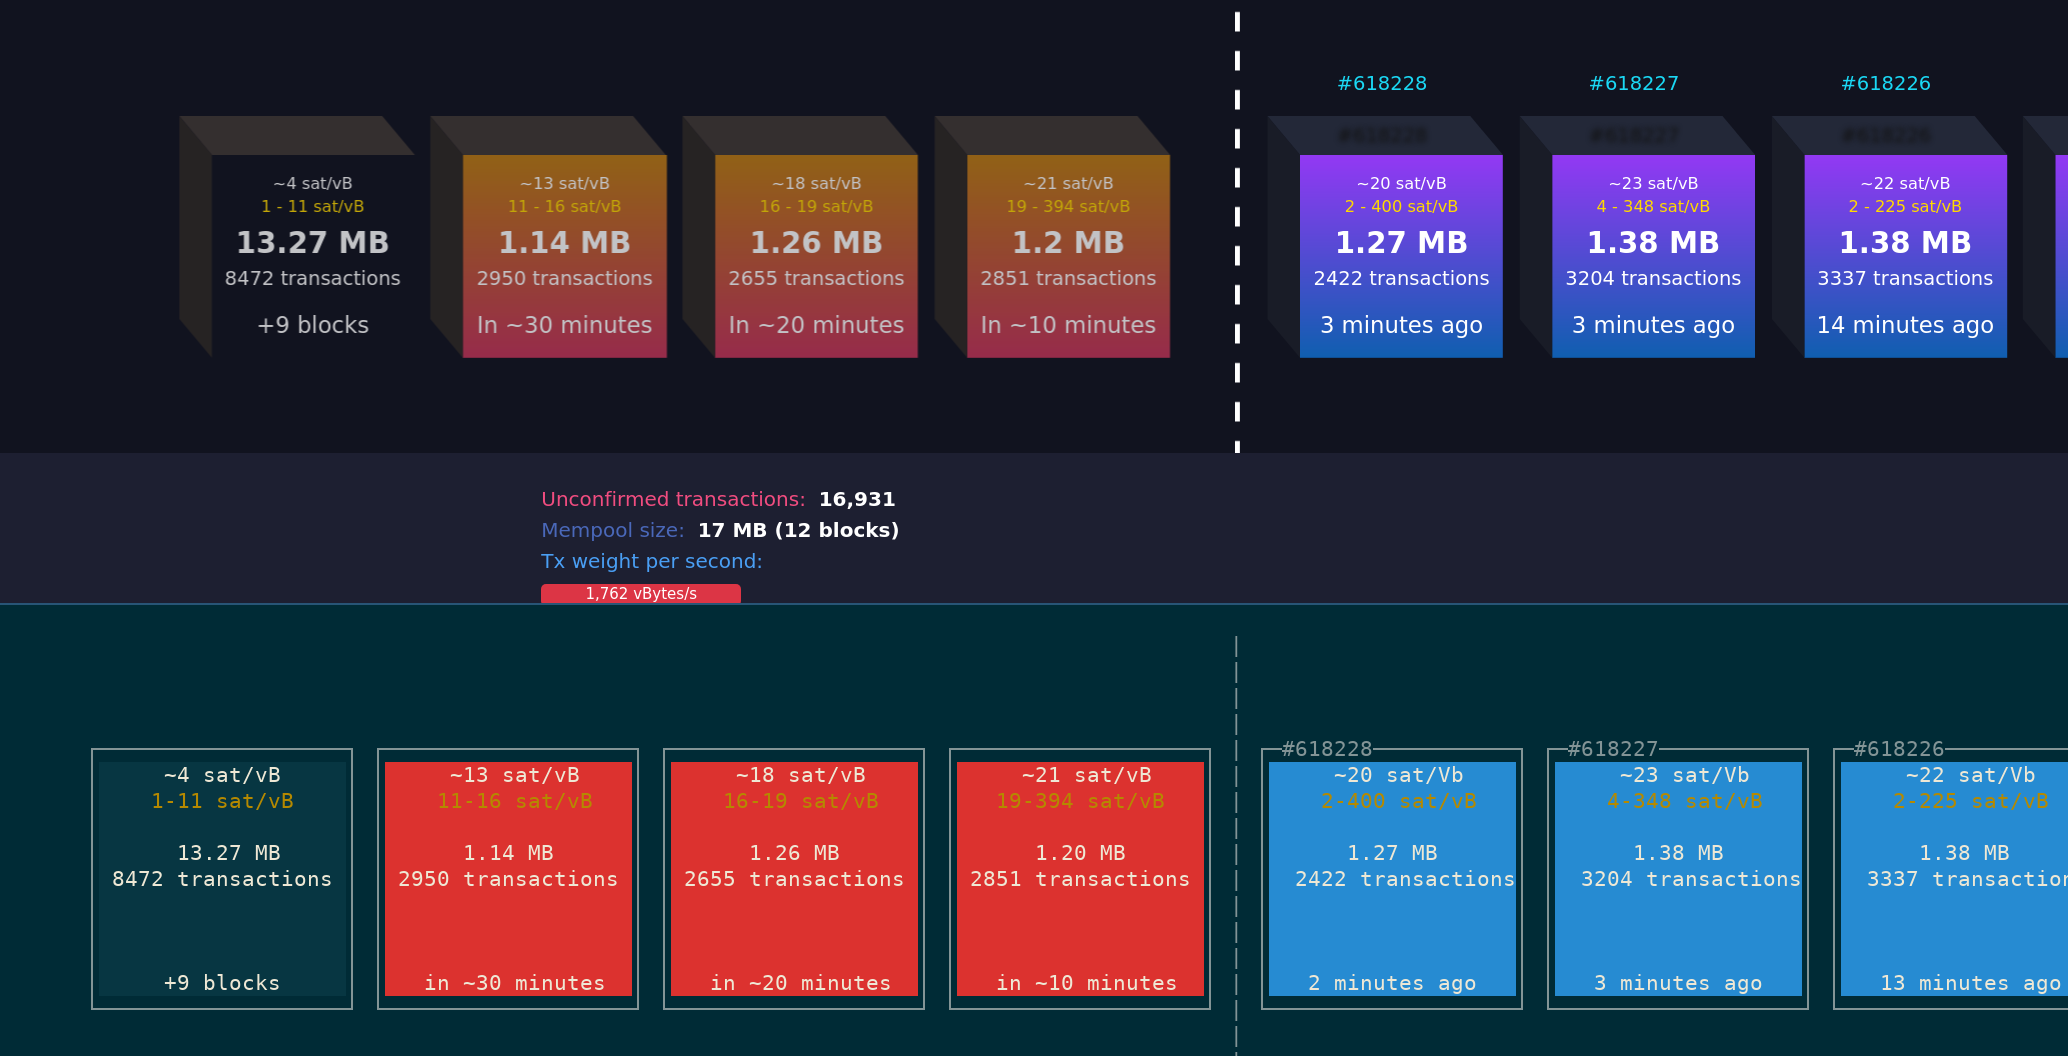 #618228
#618227
#618226
#618228
#618227
#618226
~4 sat/vB
1 - 11 sat/vB
13.27 MB
8472 transactions
+9 blocks
~13 sat/vB
11 - 16 sat/vB
1.14 MB
2950 transactions
In ~30 minutes
~18 sat/vB
16 - 19 sat/vB
1.26 MB
2655 transactions
In ~20 minutes
~21 sat/vB
19 - 394 sat/vB
1.2 MB
2851 transactions
In ~10 minutes
~20 sat/vB
2 - 400 sat/vB
1.27 MB
2422 transactions
3 minutes ago
~23 sat/vB
4 - 348 sat/vB
1.38 MB
3204 transactions
3 minutes ago
~22 sat/vB
2 - 225 sat/vB
1.38 MB
3337 transactions
14 minutes ago
Unconfirmed transactions: 16,931
Mempool size: 17 MB (12 blocks)
Tx weight per second:
1,762 vBytes/s
~4 sat/vB
1-11 sat/vB
13.27 MB
8472 transactions
+9 blocks
~13 sat/vB
11-16 sat/vB
1.14 MB
2950 transactions
in ~30 minutes
~18 sat/vB
16-19 sat/vB
1.26 MB
2655 transactions
in ~20 minutes
~21 sat/vB
19-394 sat/vB
1.20 MB
2851 transactions
in ~10 minutes
#618228
~20 sat/Vb
2-400 sat/vB
1.27 MB
2422 transactions
2 minutes ago
#618227
~23 sat/Vb
4-348 sat/vB
1.38 MB
3204 transactions
3 minutes ago
#618226
~22 sat/Vb
2-225 sat/vB
1.38 MB
3337 transaction
13 minutes ago